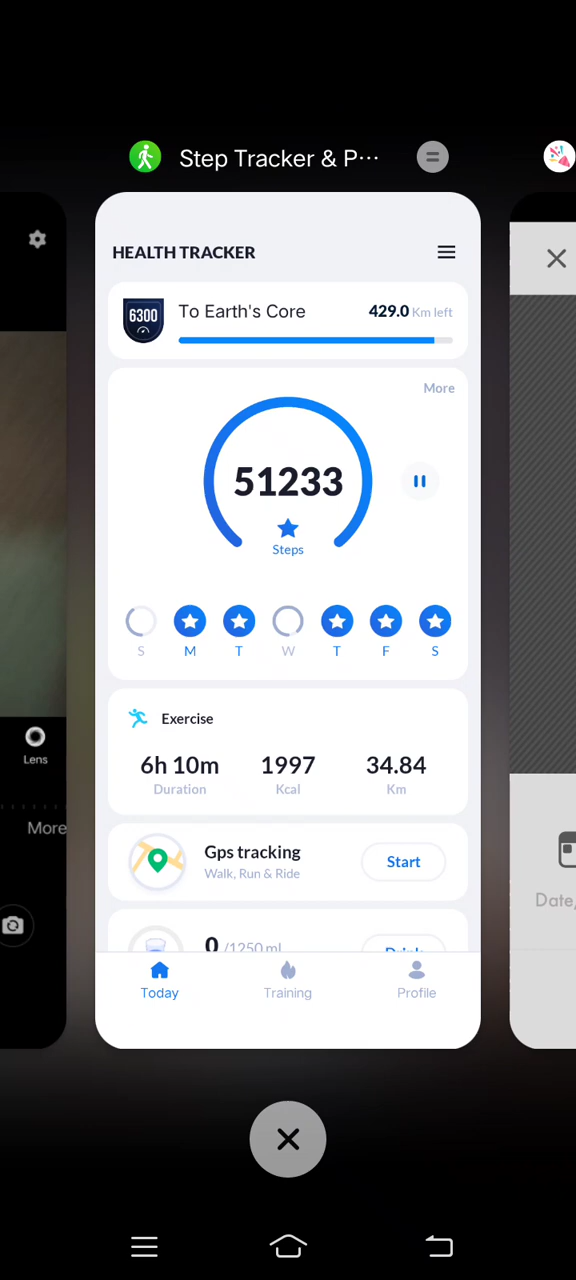 Step Tracker & P···
HEALTH TRACKER
6300
To Earth's Core
429.0 Km left
More
51233
Steps
S M T W T F S
Exercise
6h 10m 1997 34.84
Duration Kcal Km
Lens
More
Gps tracking
Walk, Run & Ride
Start
Date,
0 /1250 ml
Drink
Today Training Profile